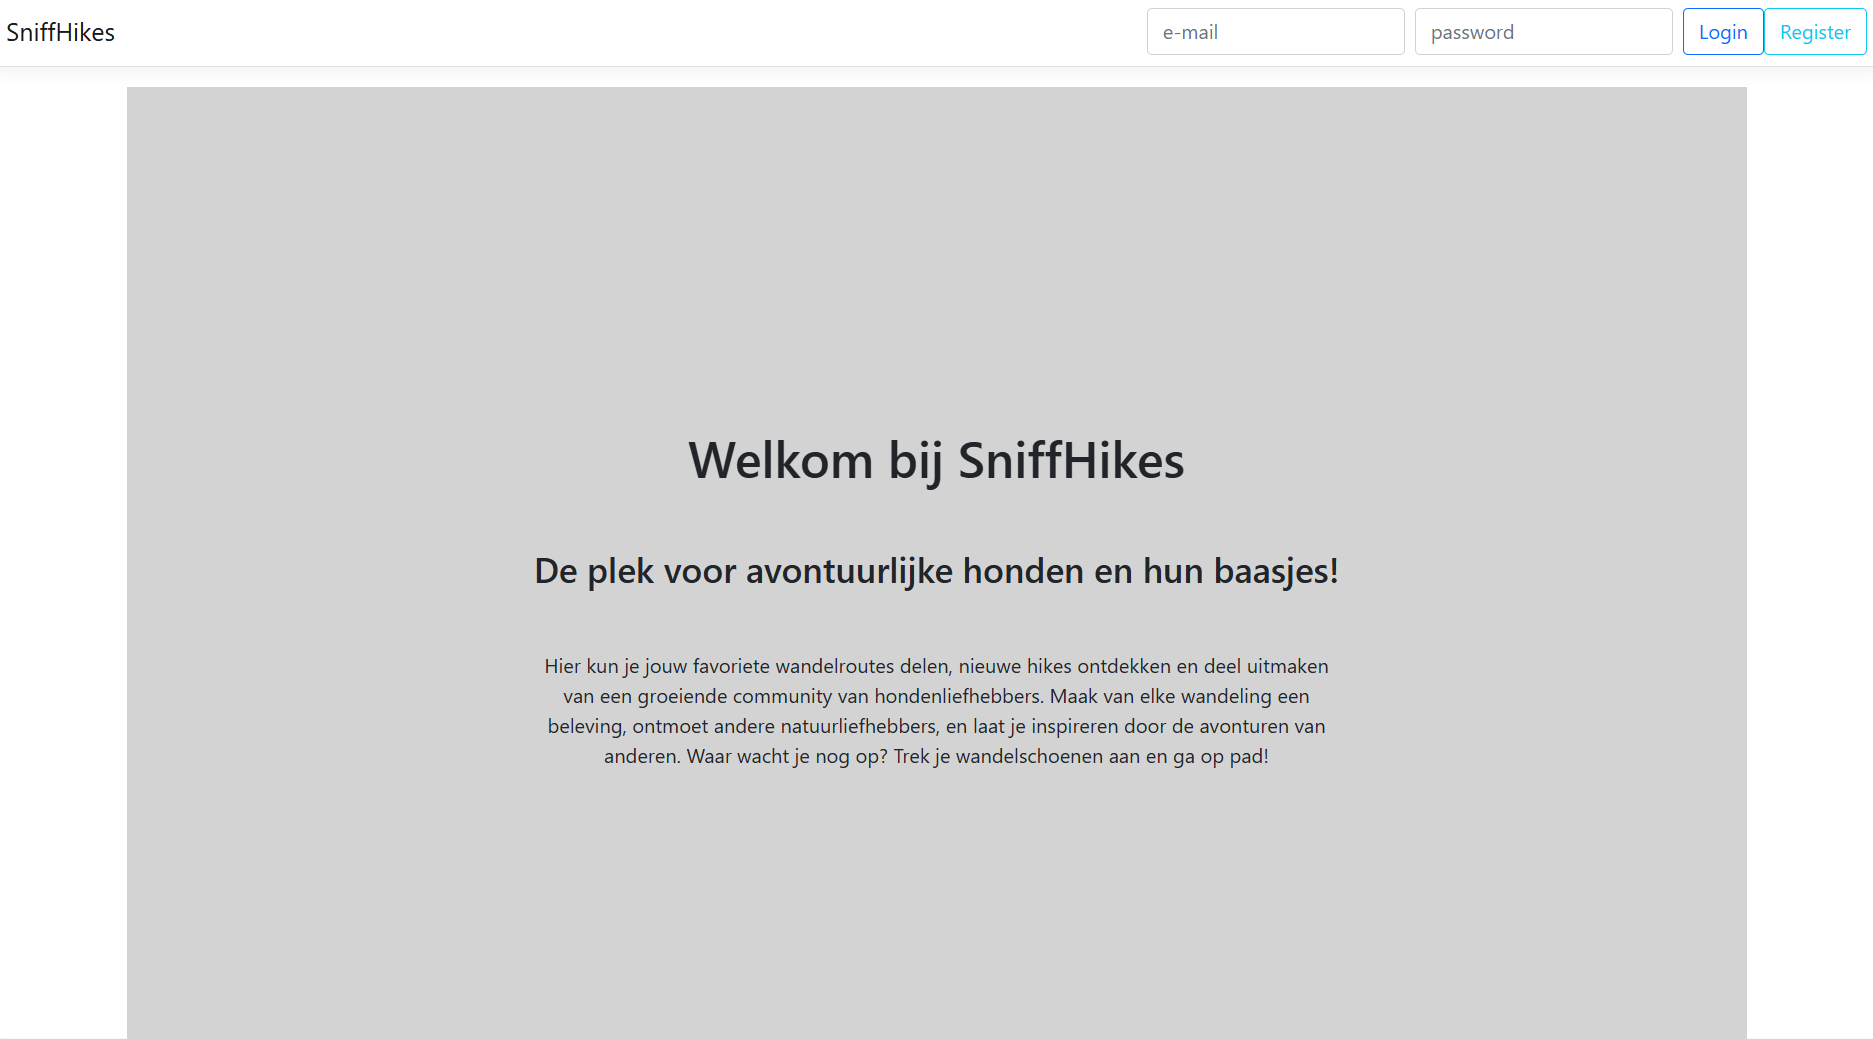 SniffHikes
e-mail
password
Login
Register
Welkom bij SniffHikes
De plek voor avontuurlijke honden en hun baasjes!
Hier kun je jouw favoriete wandelroutes delen, nieuwe hikes ontdekken en deel uitmaken
van een groeiende community van hondenliefhebbers. Maak van elke wandeling een
beleving, ontmoet andere natuurliefhebbers, en laat je inspireren door de avonturen van
anderen. Waar wacht je nog op? Trek je wandelschoenen aan en ga op pad!